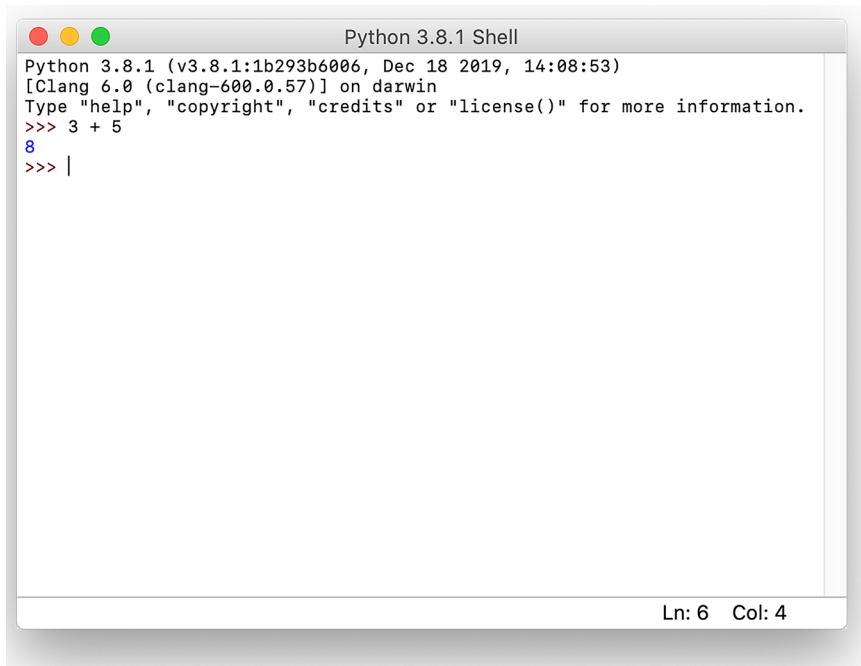 Python 3.8.1 Shell
Python 3.8.1 (v3.8.1:1b293b6006, Dec 18 2019, 14:08:53)
[Clang 6.0 (clang-600.0.57)] on darwin
Type "help", "copyright", "credits" or "license()" for more information.
>>> 3 + 5
8
>>>
Ln: 6 Col: 4